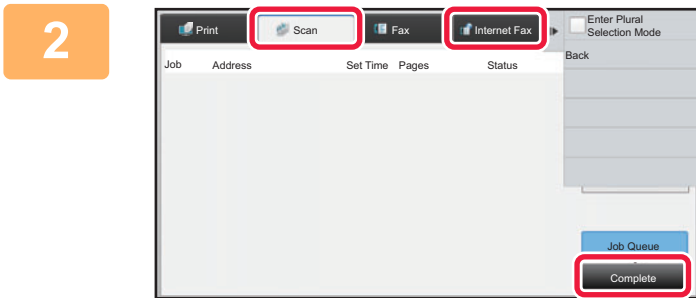 2
Print Scan Fax Internet Fax
Enter Plural
Selection Mode
Back
Job Address Set Time Pages Status
Job Queue
Complete